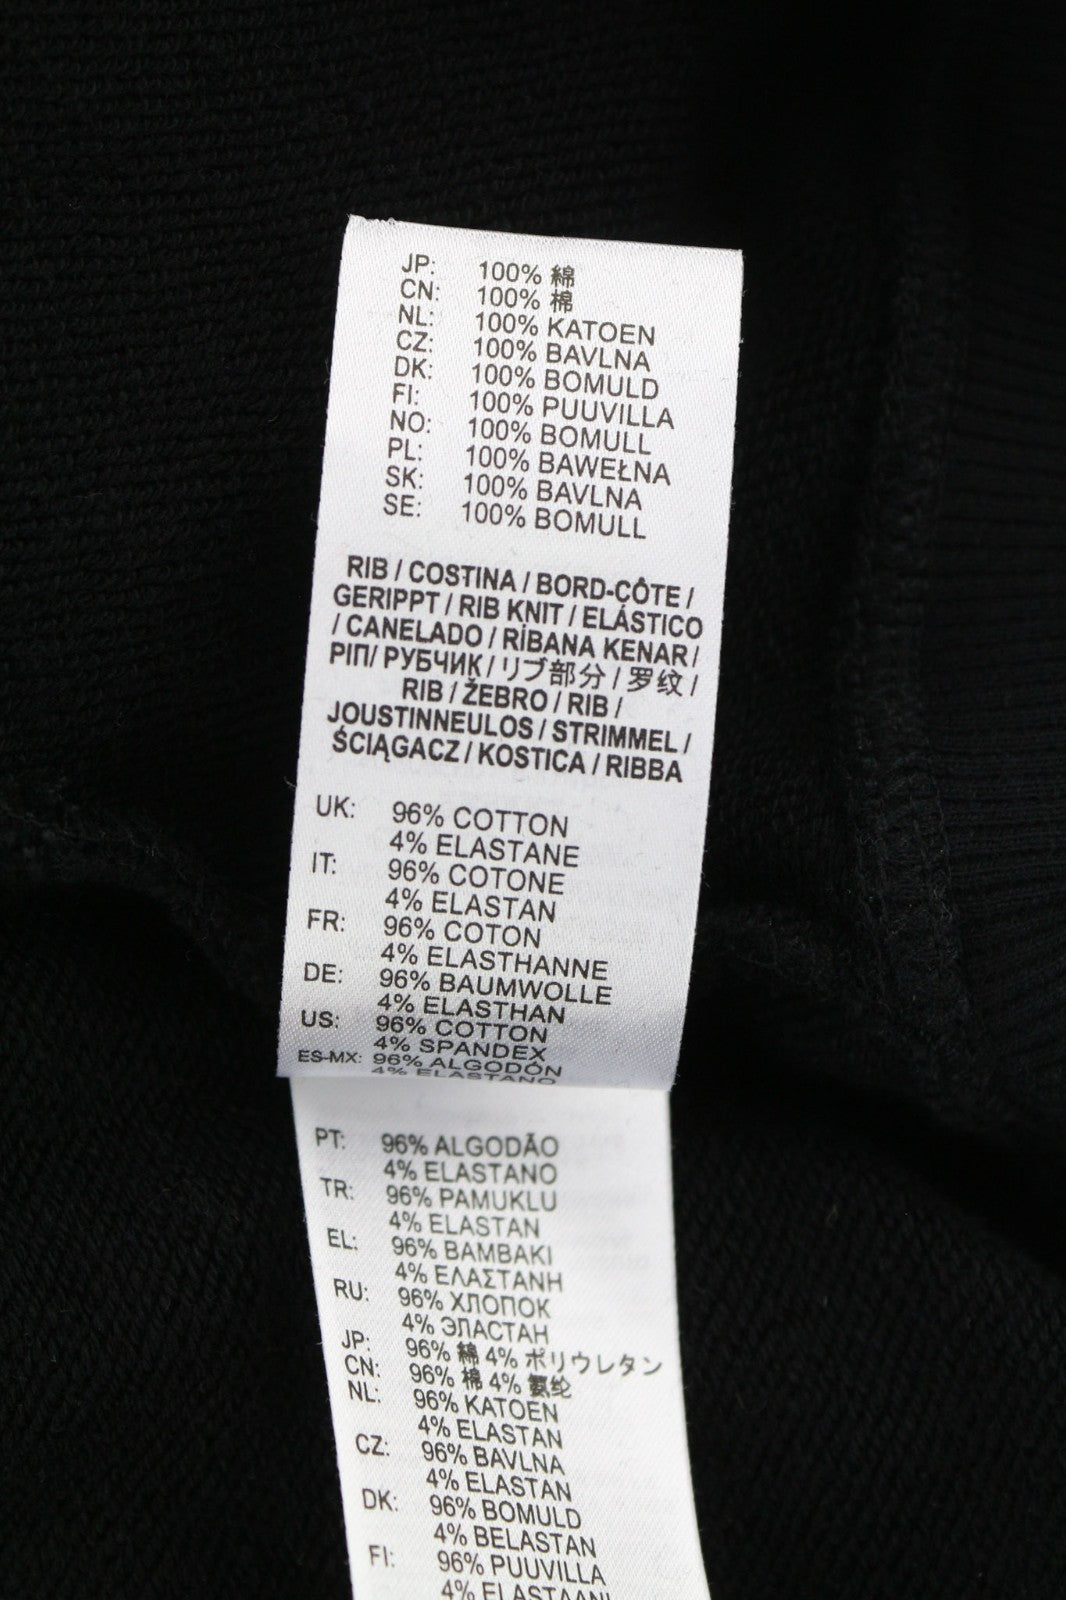 JP: 100% 綿
CN: 100% 棉
NL: 100% KATOEN
CZ: 100% BAVLNA
DK: 100% BOMULD
FI: 100% PUUVILLA
NO: 100% BOMULL
PL: 100% BAWEŁNA
SK: 100% BAVLNA
SE: 100% BOMULL
RIB / COSTINA / BORD-CÔTE /
GERIPPT / RIB KNIT / ELÁSTICO
/ CANELADO / RİBANA KENAR /
ΡΙΠ/ РУБЧИК / リブ部分 / 罗纹 /
RIB / ŽEBRO / RIB /
JOUSTINNEULOS / STRIMMEL /
ŚCIĄGACZ / KOSTICA / RIBBA
UK: 96% COTTON
4% ELASTANE
IT: 96% COTONE
4% ELASTAN
FR: 96% COTON
4% ELASTHANNE
DE: 96% BAUMWOLLE
4% ELASTHAN
US: 96% COTTON
4% SPANDEX
ES-MX: 96% ALGODÓN
4% ELASTANO
PT: 96% ALGODÃO
4% ELASTANO
TR: 96% PAMUKLU
4% ELASTAN
EL: 96% ΒΑΜΒΑΚΙ
4% ΕΛΑΣΤΑΝΗ
RU: 96% ХЛОПОК
4% ЭЛАСТАН
JP: 96% 綿 4% ポリウレタン
CN: 96% 棉 4% 氨纶
NL: 96% KATOEN
4% ELASTAN
CZ: 96% BAVLNA
4% ELASTAN
DK: 96% BOMULD
4% BELASTAN
FI: 96% PUUVILLA
4% ELASTAANI